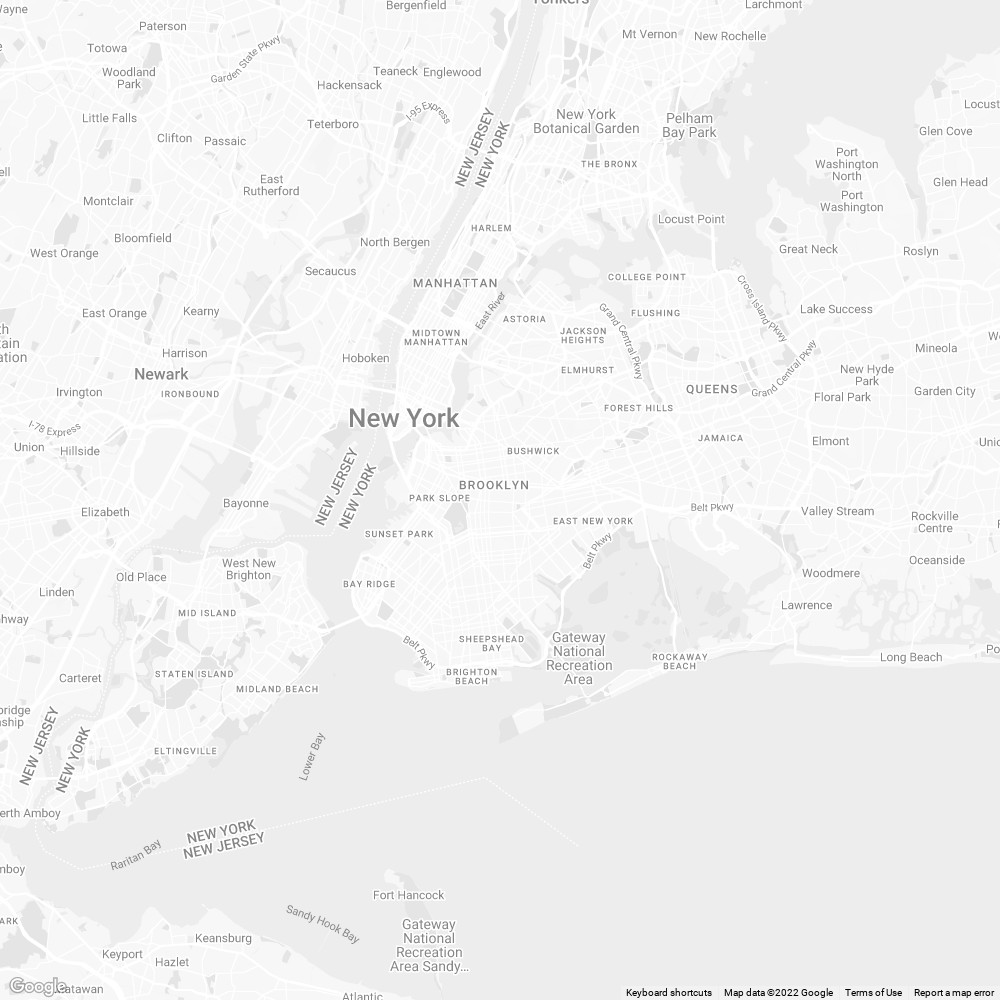 Wayne
Paterson
Bergenfield
Yonkers
Larchmont
Mt Vernon
New Rochelle
Totowa
Garden State Pkwy
Woodland
Park
Teaneck
Englewood
Hackensack
I-95 Express
Little Falls
Teterboro
New York
Botanical Garden
Pelham
Bay Park
Locust
Glen Cove
Clifton
Passaic
NEW JERSEY
NEW YORK
THE BRONX
Port
Washington
North
East
Rutherford
Glen Head
Montclair
Port
Washington
Locust Point
HARLEM
Bloomfield
North Bergen
West Orange
Great Neck
Roslyn
Secaucus
MANHATTAN
COLLEGE POINT
Cross Island Pkwy
East River
East Orange
Kearny
ASTORIA
Grand Central Pkwy
FLUSHING
Lake Success
MIDTOWN
MANHATTAN
JACKSON
HEIGHTS
Harrison
Hoboken
Mineola
Newark
ELMHURST
Grand Central Pkwy
New Hyde
Park
Irvington
IRONBOUND
QUEENS
Floral Park
Garden City
New York
FOREST HILLS
I-78 Express
Union
Hillside
BUSHWICK
JAMAICA
Elmont
NEW JERSEY
NEW YORK
BROOKLYN
PARK SLOPE
Bayonne
Elizabeth
Belt Pkwy
Valley Stream
Rockville
Centre
EAST NEW YORK
SUNSET PARK
Belt Pkwy
Oceanside
West New
Brighton
Old Place
Woodmere
BAY RIDGE
Linden
Lawrence
MID ISLAND
SHEEPSHEAD
BAY
Belt Pkwy
Gateway
National
Recreation
Area
ROCKAWAY
BEACH
Long Beach
Carteret
STATEN ISLAND
BRIGHTON
BEACH
MIDLAND BEACH
NEW JERSEY
NEW YORK
ELTINGVILLE
Lower Bay
erth Amboy
NEW YORK
NEW JERSEY
Raritan Bay
Fort Hancock
Sandy Hook Bay
Gateway
National
Recreation
Area Sandy...
Keansburg
Keyport
Hazlet
Matawan
Atlantic
Google
Keyboard shortcuts
Map data ©2022 Google
Terms of Use
Report a map error